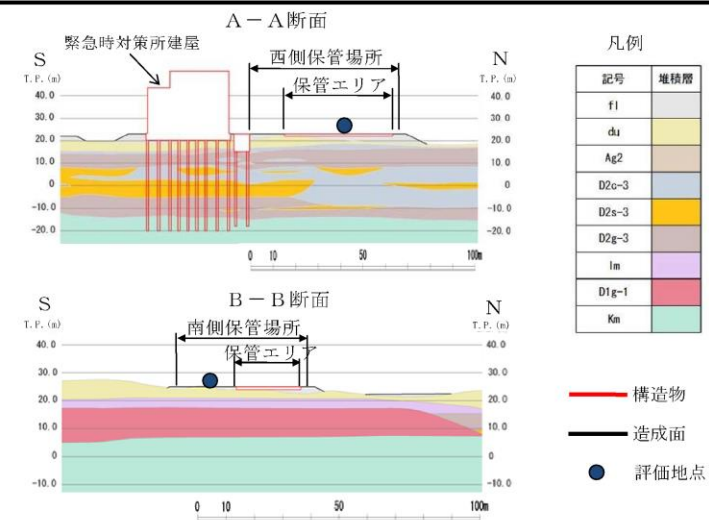 A－A断面
S
緊急時対策所建屋
西側保管場所
N
T.P.(m)
保管エリア
T.P.(m)
40.0
40.0
30.0
30.0
20.0
20.0
10.0
10.0
0
0
-10.0
-10.0
-20.0
-20.0
0 10 50 100m
B－B断面
S
N
T.P.(m)
南側保管場所
T.P.(m)
40.0
保管エリア
40.0
30.0
30.0
20.0
20.0
10.0
10.0
0
0
-10.0
-10.0
0 10 50 100m
凡例
記号 堆積層
fl
du
Ag2
D2c-3
D2s-3
D2g-3
lm
D1g-1
Km
構造物
造成面
評価地点